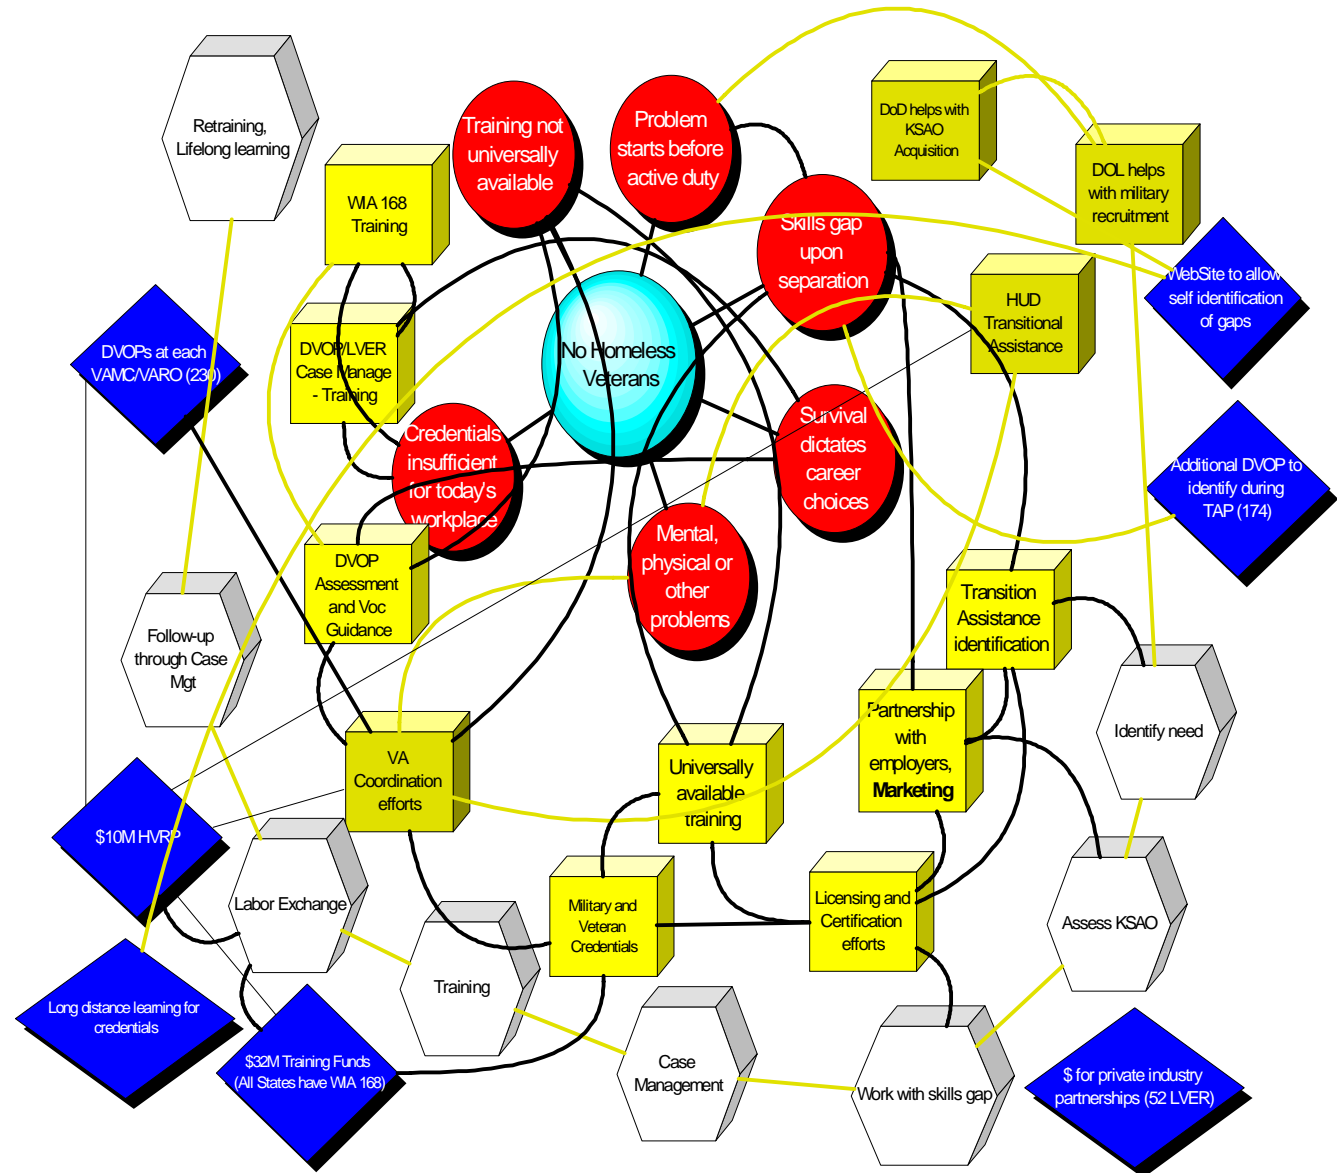 Retraining,
Lifelong learning
Training not
universally
available
Problem
starts before
active duty
DoD helps with
KSAO
Acquisition
DOL helps
with military
recruitment
WIA 168
Training
Skills gap
upon
separation
WebSite to allow
self identification
of gaps
HUD
Transitional
Assistance
DVOPs at each
VAMC/VARO (230)
DVOP/LVER
Case Manage
- Training
No Homeless
Veterans
Credentials
insufficient
for today's
workplace
Survival
dictates
career
choices
Additional DVOP to
identify during
TAP (174)
Mental,
physical or
other
problems
DVOP
Assessment
and Voc
Guidance
Transition
Assistance
identification
Follow-up
through Case
Mgt
Partnership
with
employers,
Marketing
Identify need
VA
Coordination
efforts
Universally
available
training
$10M HVRP
Labor Exchange
Military and
Veteran
Credentials
Licensing and
Certification
efforts
Assess KSAO
Training
Long distance learning for
credentials
$32M Training Funds
(All States have WIA 168)
Case
Management
Work with skills gap
$ for private industry
partnerships (52 LVER)